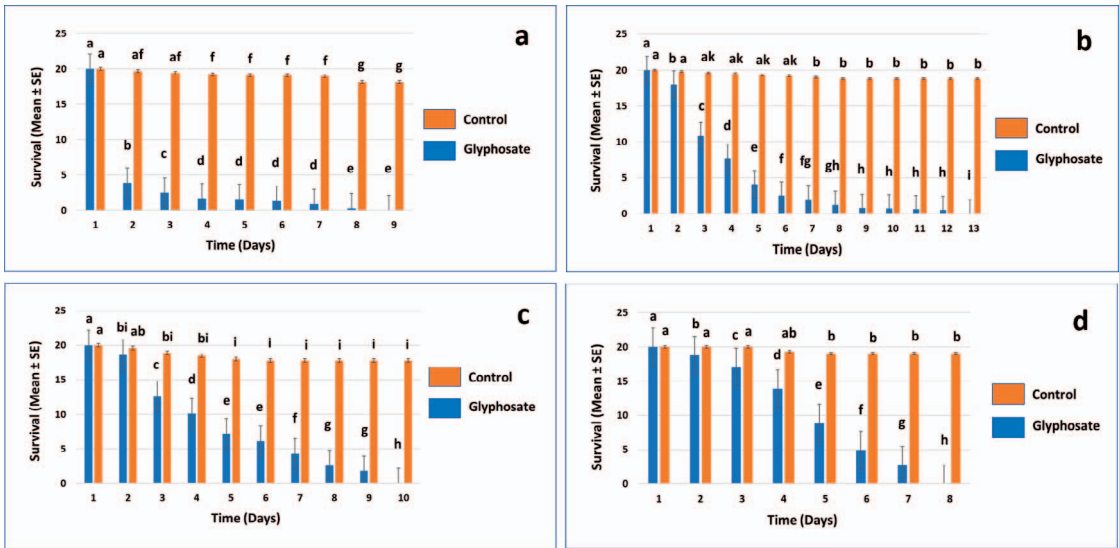 a
25
a
a
af
af
f
f
f
f
g
g
20
15
10
5
0
b
c
d
d
d
d
e
e
Survival (Mean ± SE)
1 2 3 4 5 6 7 8 9
Time (Days)
Control
Glyphosate
b
25
a
a
b
a
ak
ak
ak
ak
b
b
b
b
b
b
b
20
15
10
5
0
c
d
e
f
fg
gh
h
h
h
h
i
Survival (Mean ± SE)
1 2 3 4 5 6 7 8 9 10 11 12 13
Time (Days)
Control
Glyphosate
c
25
a
a
bi
ab
bi
bi
i
i
i
i
i
i
20
15
10
5
0
c
d
e
e
f
g
g
h
Survival (Mean ± SE)
1 2 3 4 5 6 7 8 9 10
Time (Days)
Control
Glyphosate
d
25
a
a
b
a
c
a
ab
b
b
b
b
20
15
10
5
0
d
e
f
g
h
Survival (Mean ± SE)
1 2 3 4 5 6 7 8
Time (Days)
Control
Glyphosate